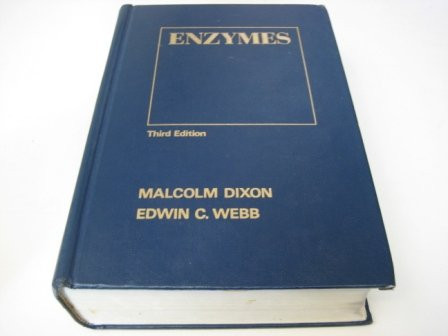 ENZYMES
Third Edition
MALCOLM DIXON
EDWIN C. WEBB